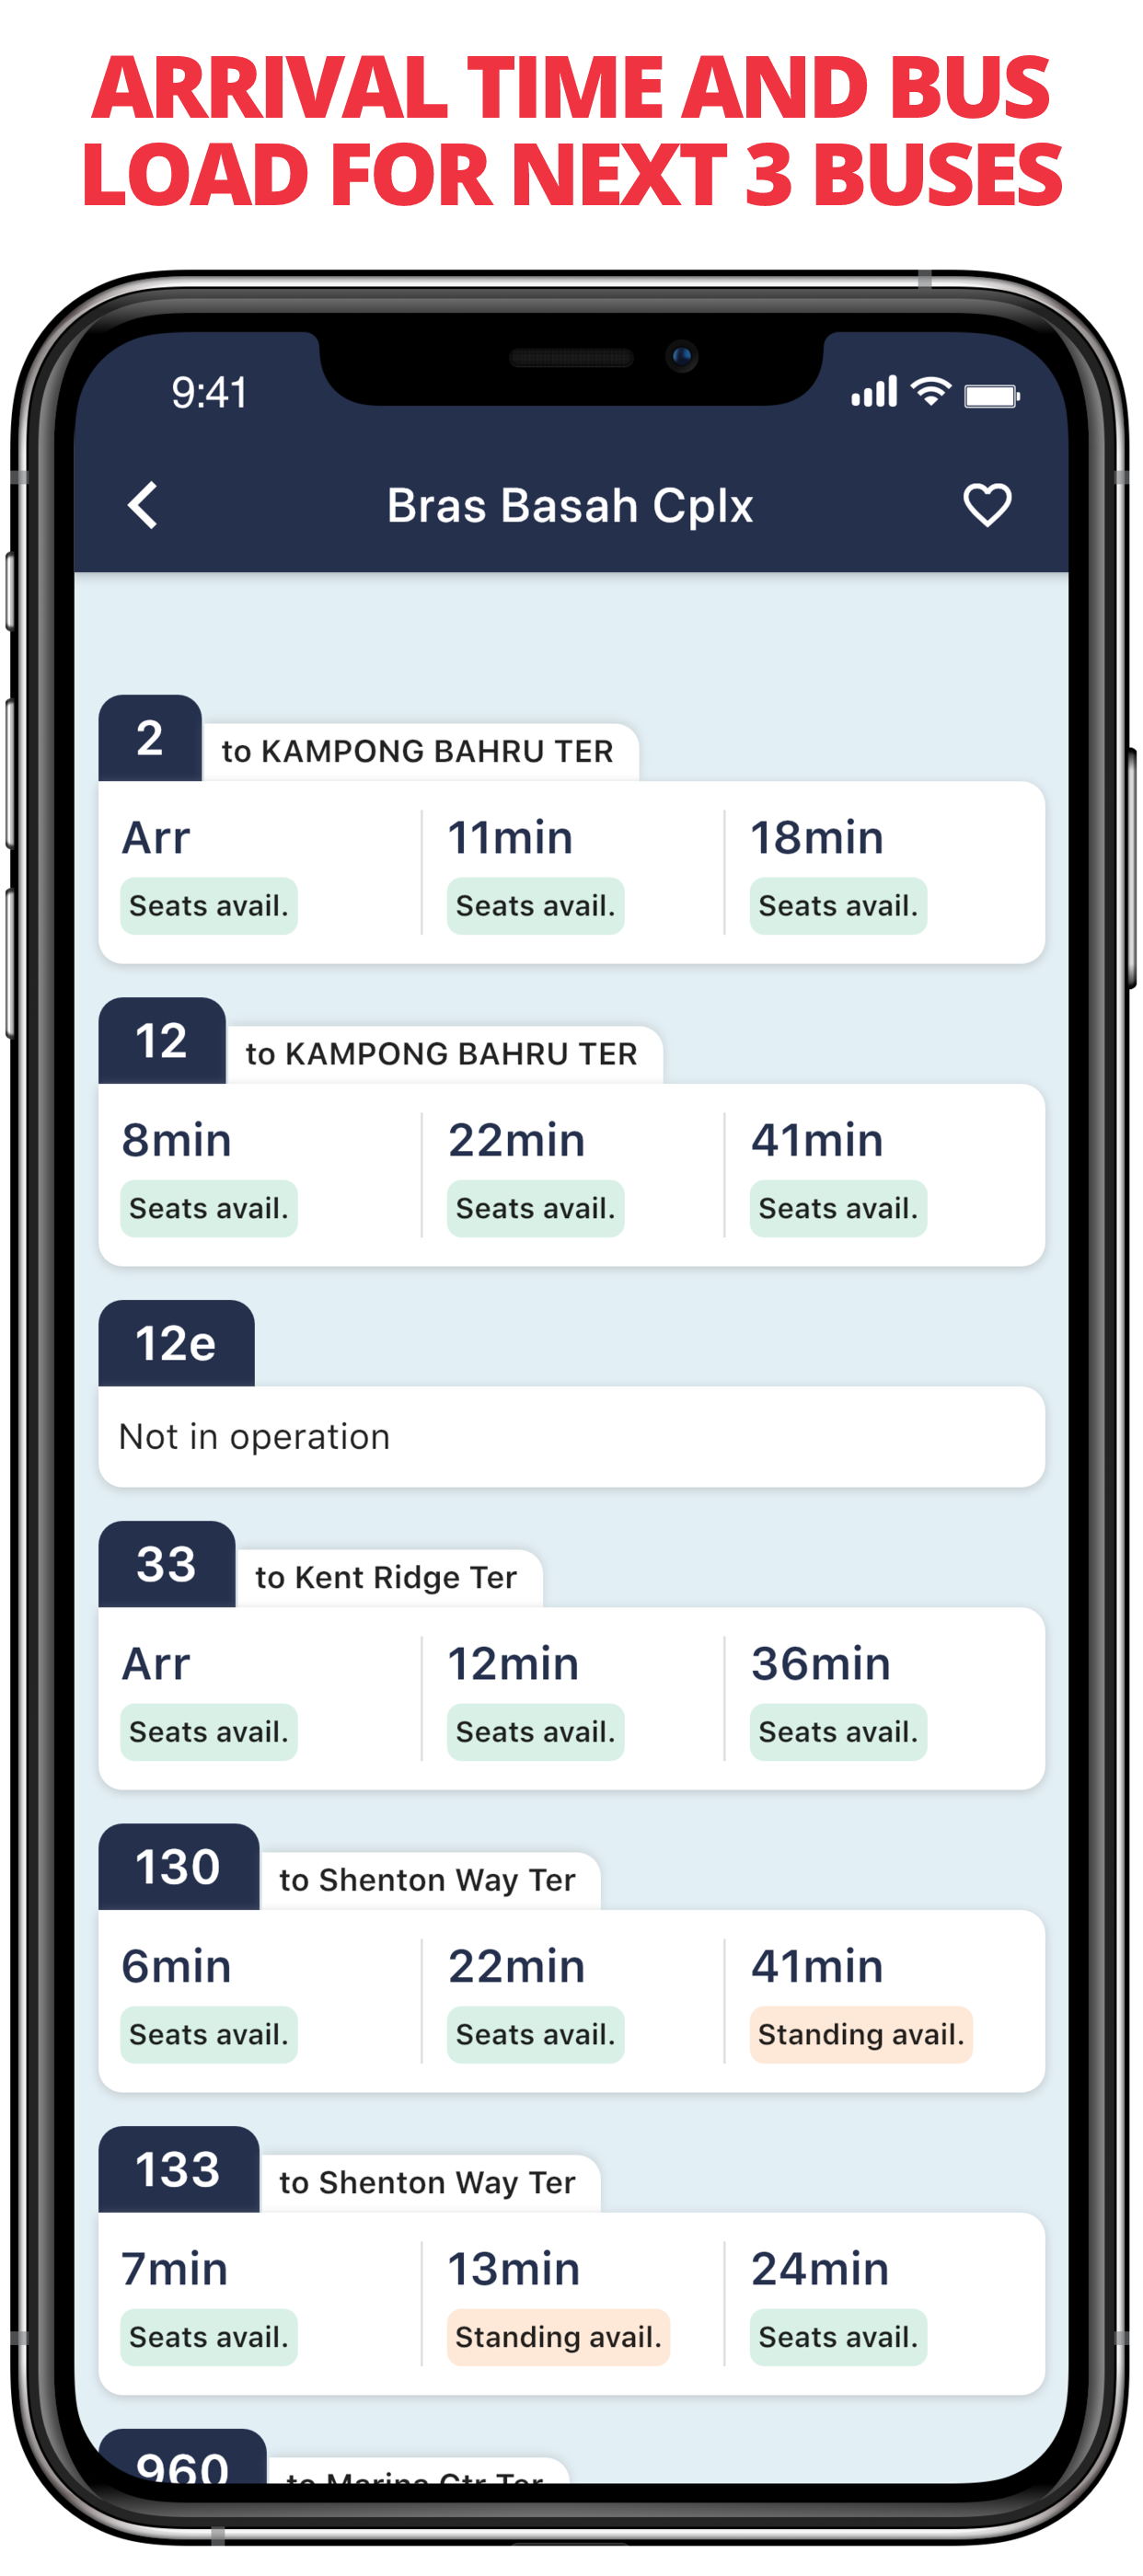 ARRIVAL TIME AND BUS
LOAD FOR NEXT 3 BUSES
9:41
Bras Basah Cplx
2 to KAMPONG BAHRU TER
Arr 11min 18min
Seats avail. Seats avail. Seats avail.
12 to KAMPONG BAHRU TER
8min 22min 41min
Seats avail. Seats avail. Seats avail.
12e
Not in operation
33 to Kent Ridge Ter
Arr 12min 36min
Seats avail. Seats avail. Seats avail.
130 to Shenton Way Ter
6min 22min 41min
Seats avail. Seats avail. Standing avail.
133 to Shenton Way Ter
7min 13min 24min
Seats avail. Standing avail. Seats avail.
960 to Marina Ctr Ter